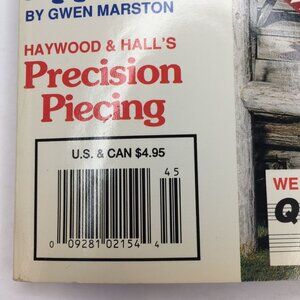 BY GWEN MARSTON
HAYWOOD & HALL'S
Precision
Piecing
U.S. & CAN $4.95
45
0 09281 02154 4
WE
Q